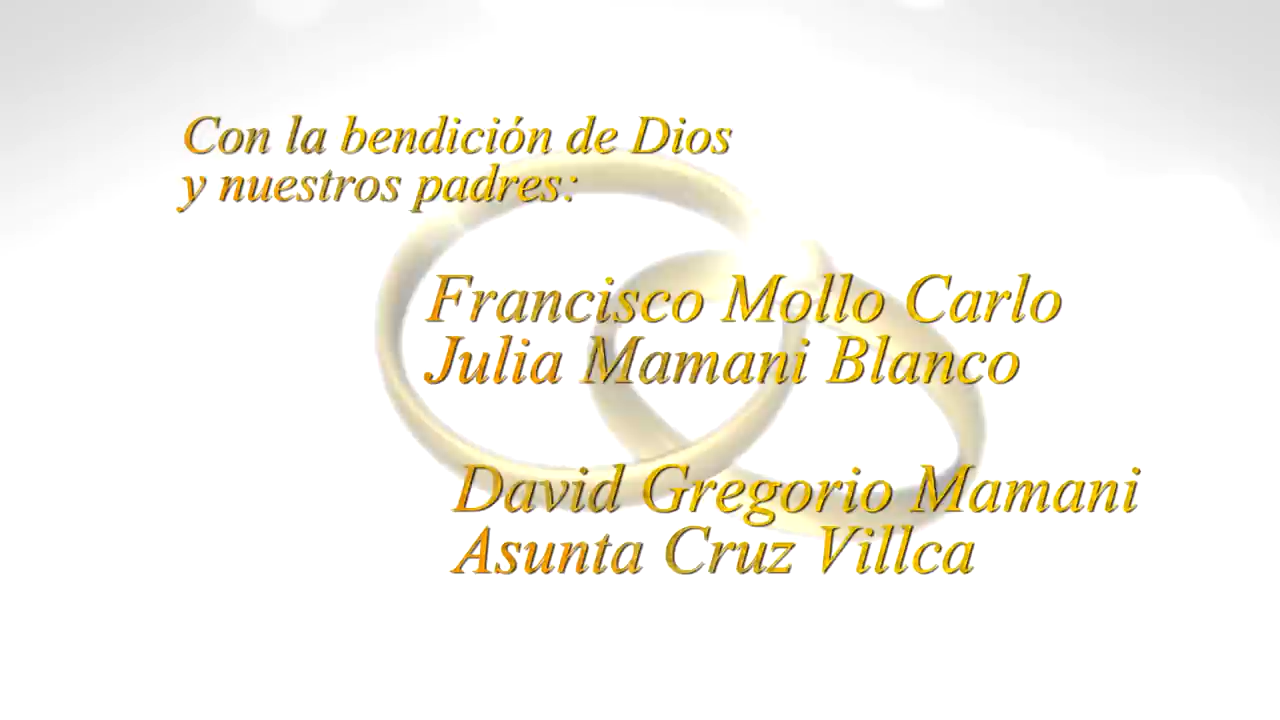 Con la bendición de Dios
y nuestros padres:
Francisco Mollo Carlo
Julia Mamani Blanco
David Gregorio Mamani
Asunta Cruz Villca